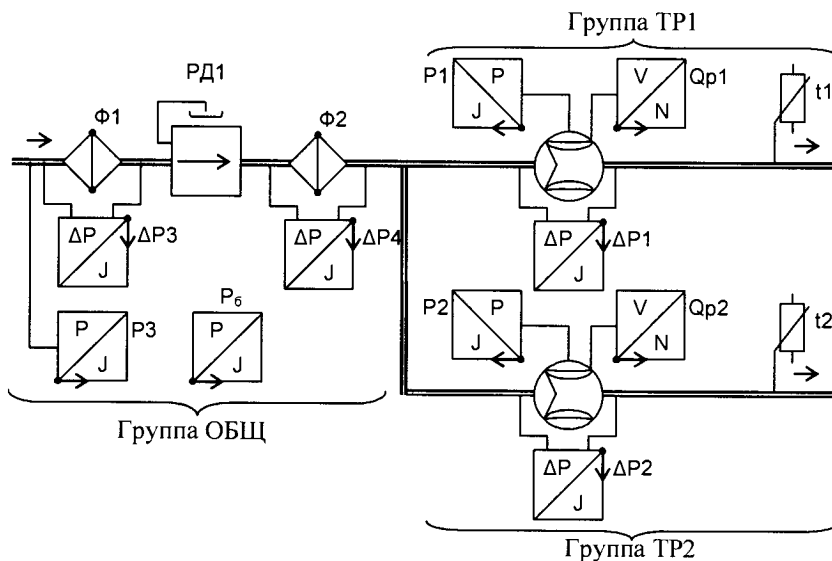 Группа ТР1
РД1
Ф1
Ф2
P1
P
J
V
N
Qp1
t1
ΔP
J
ΔP3
ΔP
J
ΔP4
ΔP
J
ΔP1
P
J
P3
Pб
P
J
P2
P
J
V
N
Qp2
t2
Группа ОБЩ
ΔP
J
ΔP2
Группа ТР2